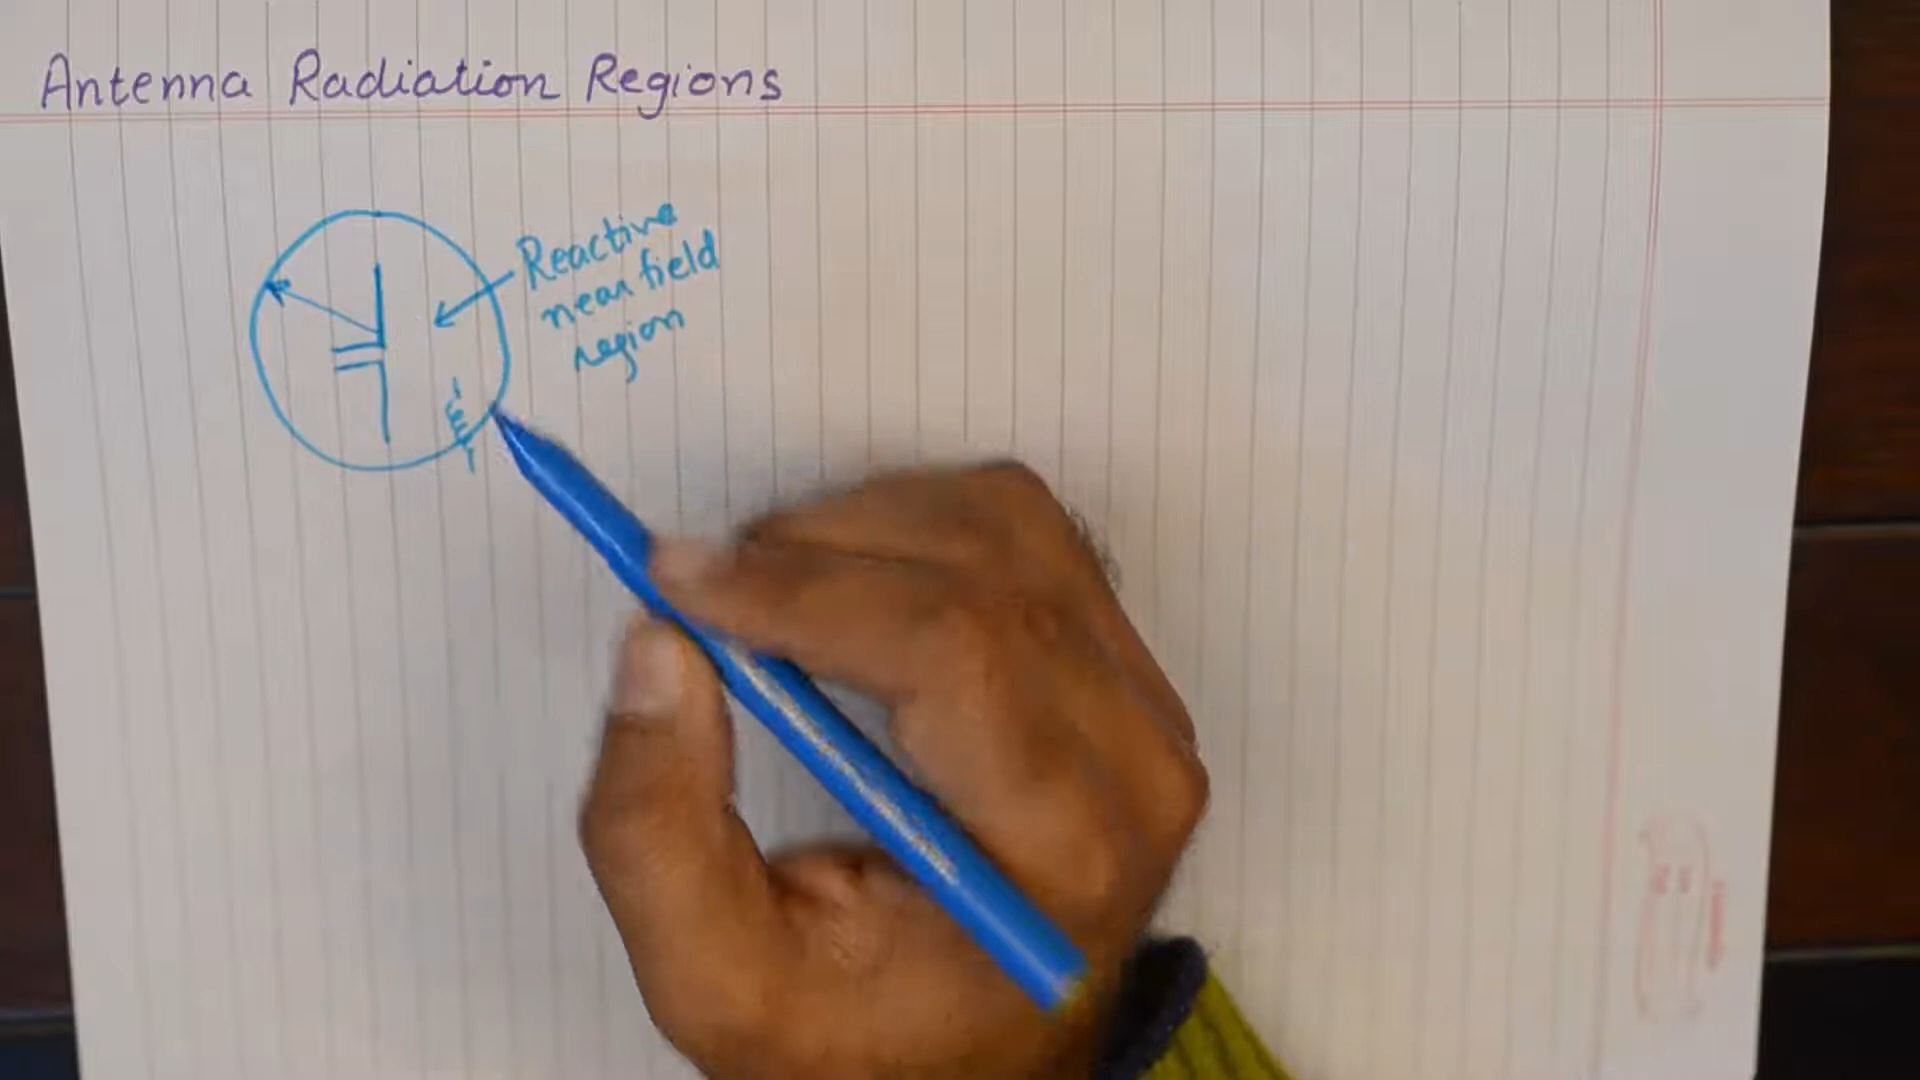 Antenna Radiation Regions
Reactive
near field
region